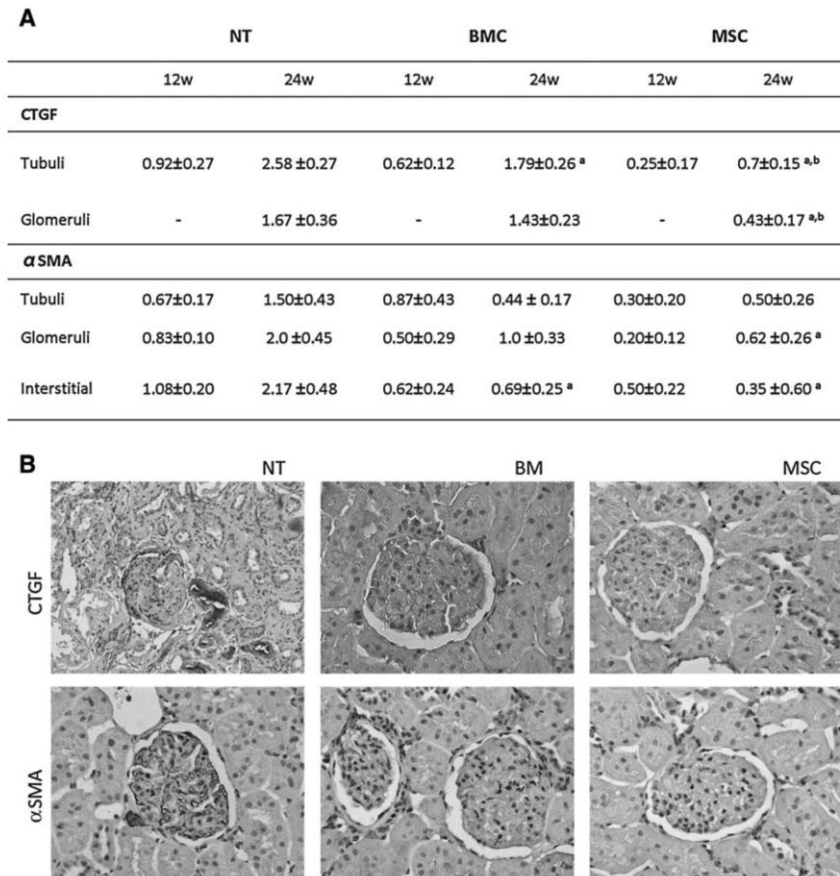 A
NT BMC MSC
12w 24w 12w 24w 12w 24w
CTGF
Tubuli 0.92±0.27 2.58 ±0.27 0.62±0.12 1.79±0.26 a 0.25±0.17 0.7±0.15 a,b
Glomeruli - 1.67 ±0.36 - 1.43±0.23 - 0.43±0.17 a,b
αSMA
Tubuli 0.67±0.17 1.50±0.43 0.87±0.43 0.44 ± 0.17 0.30±0.20 0.50±0.26
Glomeruli 0.83±0.10 2.0 ±0.45 0.50±0.29 1.0 ±0.33 0.20±0.12 0.62 ±0.26 a
Interstitial 1.08±0.20 2.17 ±0.48 0.62±0.24 0.69±0.25 a 0.50±0.22 0.35 ±0.60 a
B
NT BM MSC
CTGF
αSMA